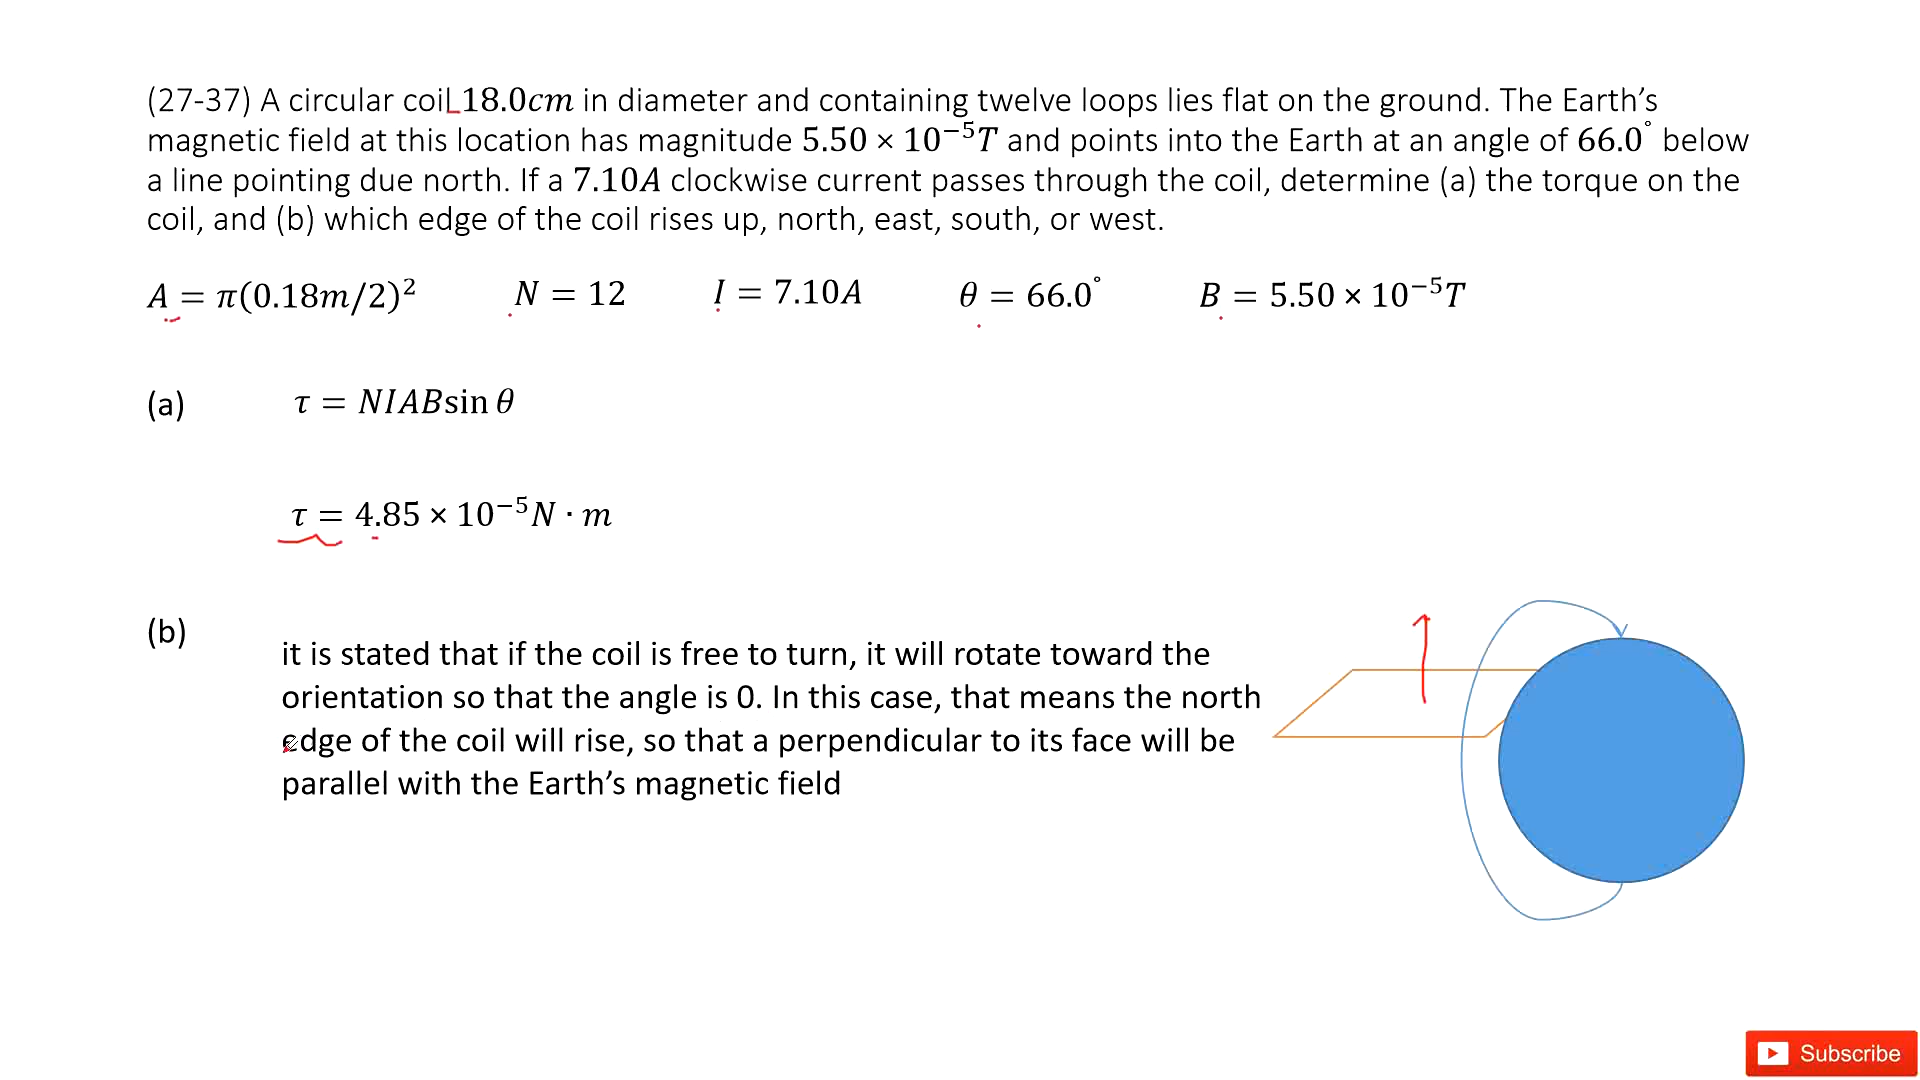 (27-37) A circular coil 18.0cm in diameter and containing twelve loops lies flat on the ground. The Earth’s
magnetic field at this location has magnitude 5.50 × 10⁻⁵T and points into the Earth at an angle of 66.0° below
a line pointing due north. If a 7.10A clockwise current passes through the coil, determine (a) the torque on the
coil, and (b) which edge of the coil rises up, north, east, south, or west.
A = π(0.18m/2)² N = 12 I = 7.10A θ = 66.0° B = 5.50 × 10⁻⁵T
(a) τ = NIABsin θ
τ = 4.85 × 10⁻⁵N · m
(b)
it is stated that if the coil is free to turn, it will rotate toward the
orientation so that the angle is 0. In this case, that means the north
edge of the coil will rise, so that a perpendicular to its face will be
parallel with the Earth’s magnetic field
Subscribe